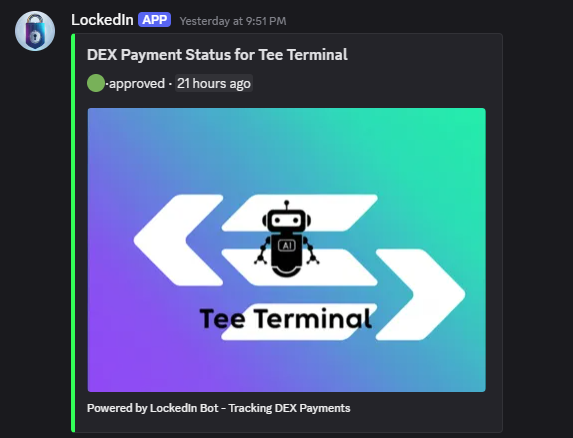 LockedIn APP Yesterday at 9:51 PM
DEX Payment Status for Tee Terminal
·approved · 21 hours ago
AI
Tee Terminal
Powered by LockedIn Bot - Tracking DEX Payments